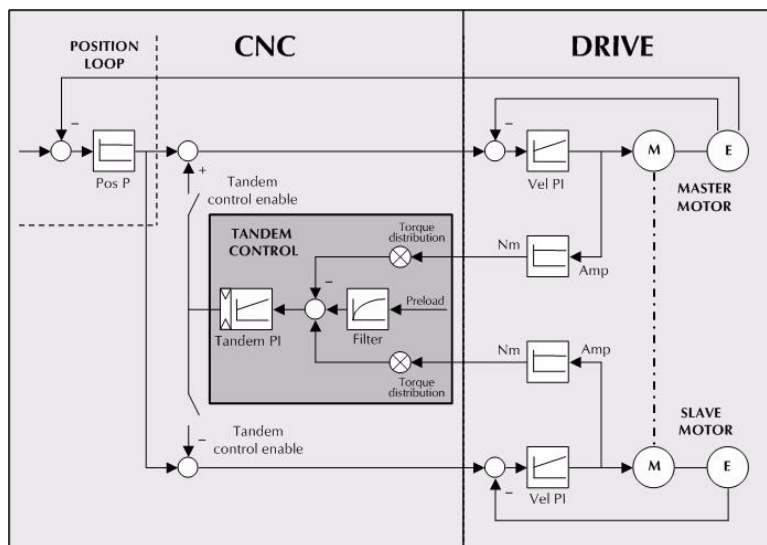 CNC
DRIVE
POSITION
LOOP
−
−
Pos P
Vel PI
M
E
MASTER
MOTOR
+
Tandem
control enable
TANDEM
CONTROL
Torque
distribution
Nm
Amp
−
Preload
Tandem PI
Filter
Nm
Amp
Torque
distribution
−
Tandem
control enable
SLAVE
MOTOR
M
E
−
Vel PI